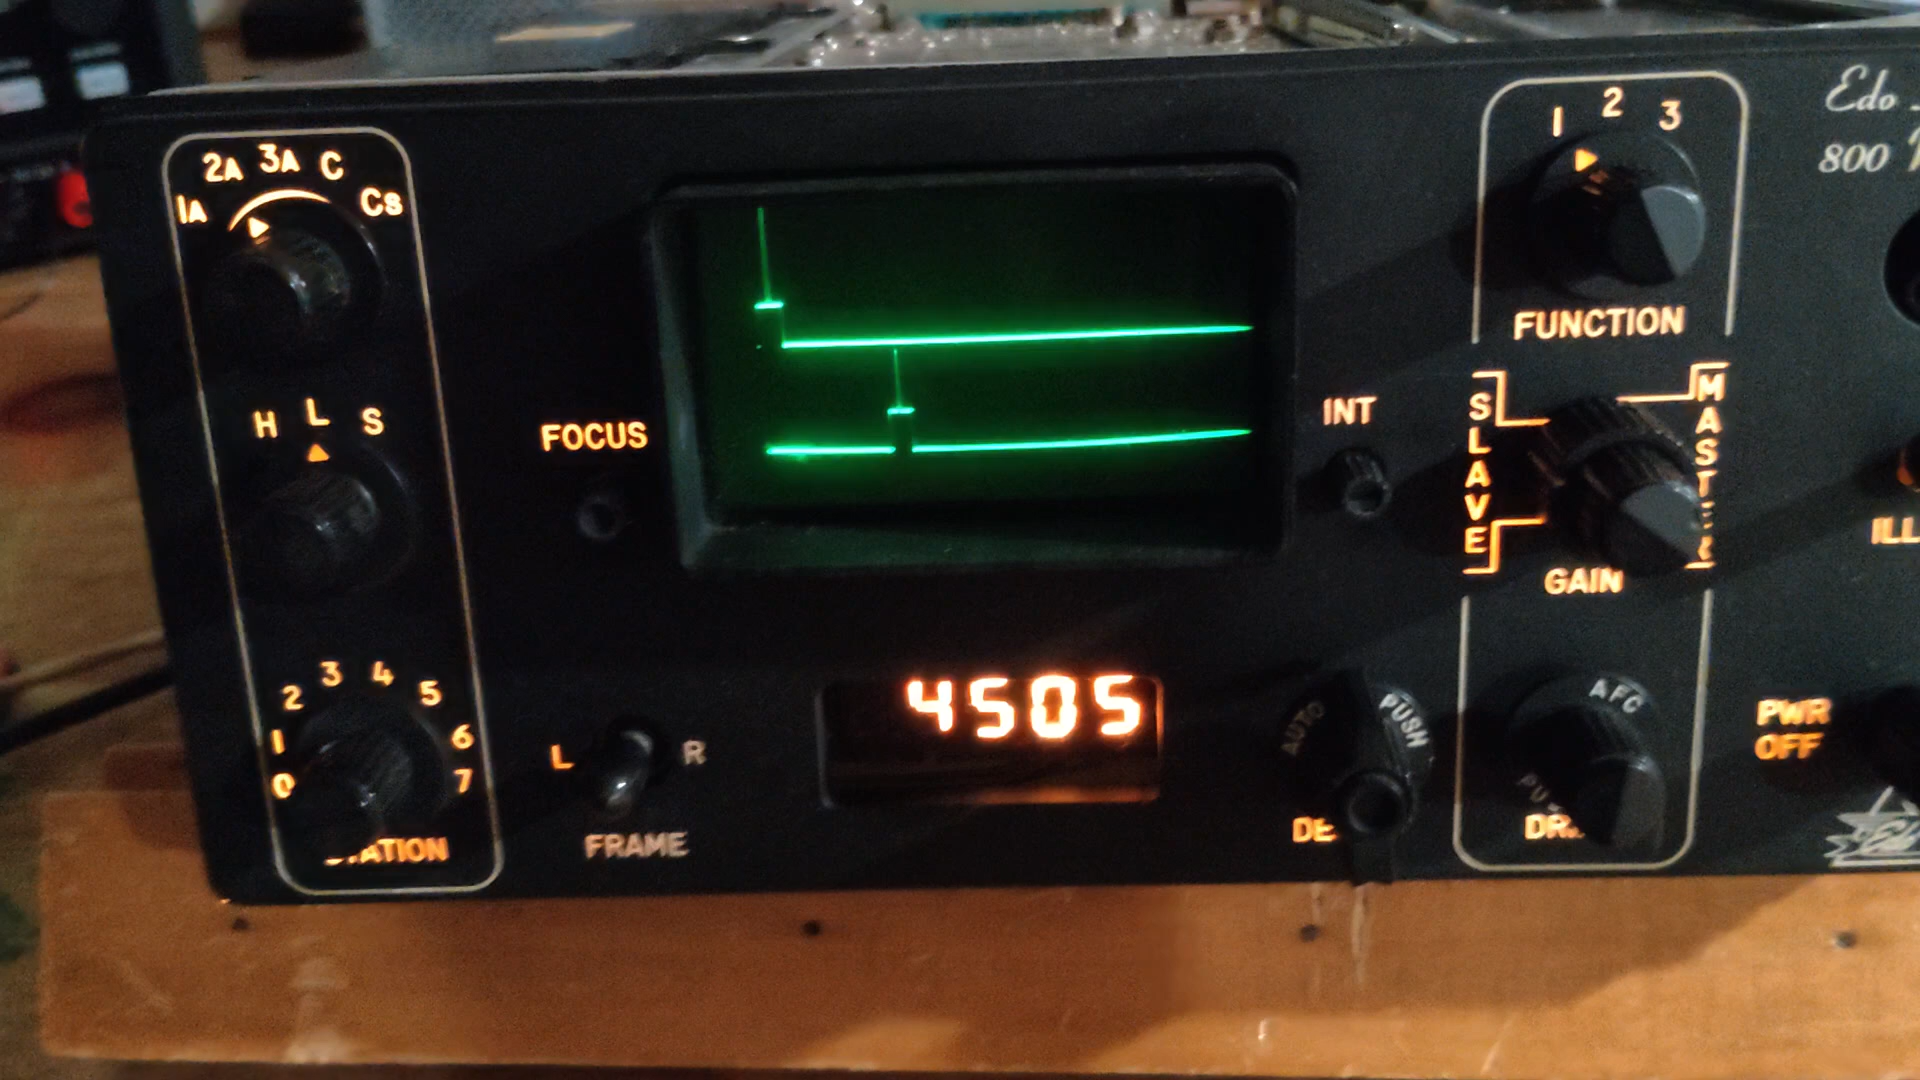 1A 2A 3A C Cs
H L S
0 1 2 3 4 5 6 7
FOCUS
L R
FRAME
4505
INT
1 2 3
FUNCTION
SLAVE
MASTER
GAIN
AUTO PUSH
AFC
PWR
OFF
Edo
800